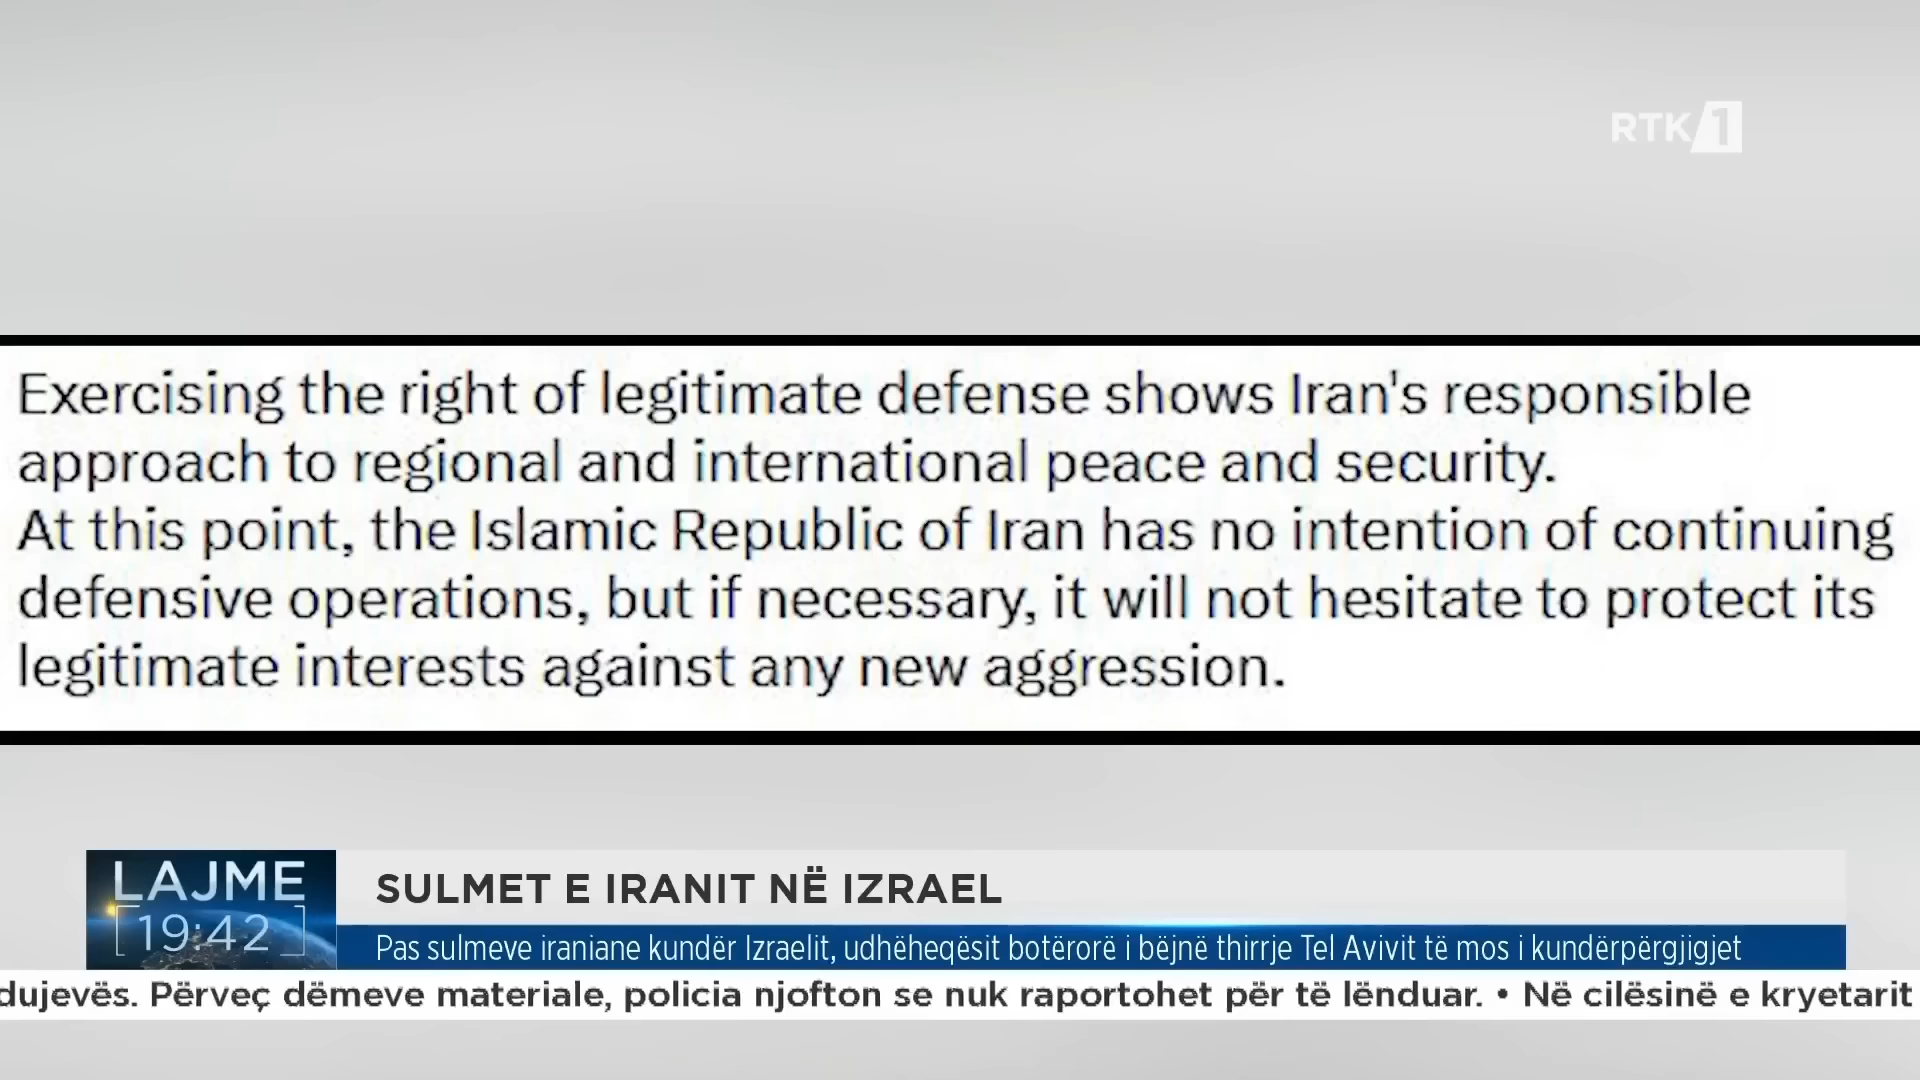 RTK 1
Exercising the right of legitimate defense shows Iran's responsible
approach to regional and international peace and security.
At this point, the Islamic Republic of Iran has no intention of continuing
defensive operations, but if necessary, it will not hesitate to protect its
legitimate interests against any new aggression.
LAJME
19:42
SULMET E IRANIT NË IZRAEL
Pas sulmeve iraniane kundër Izraelit, udhëheqësit botërorë i bëjnë thirrje Tel Avivit të mos i kundërpërgjigjet
dujevës. Përveç dëmeve materiale, policia njofton se nuk raportohet për të lënduar. • Në cilësinë e kryetarit